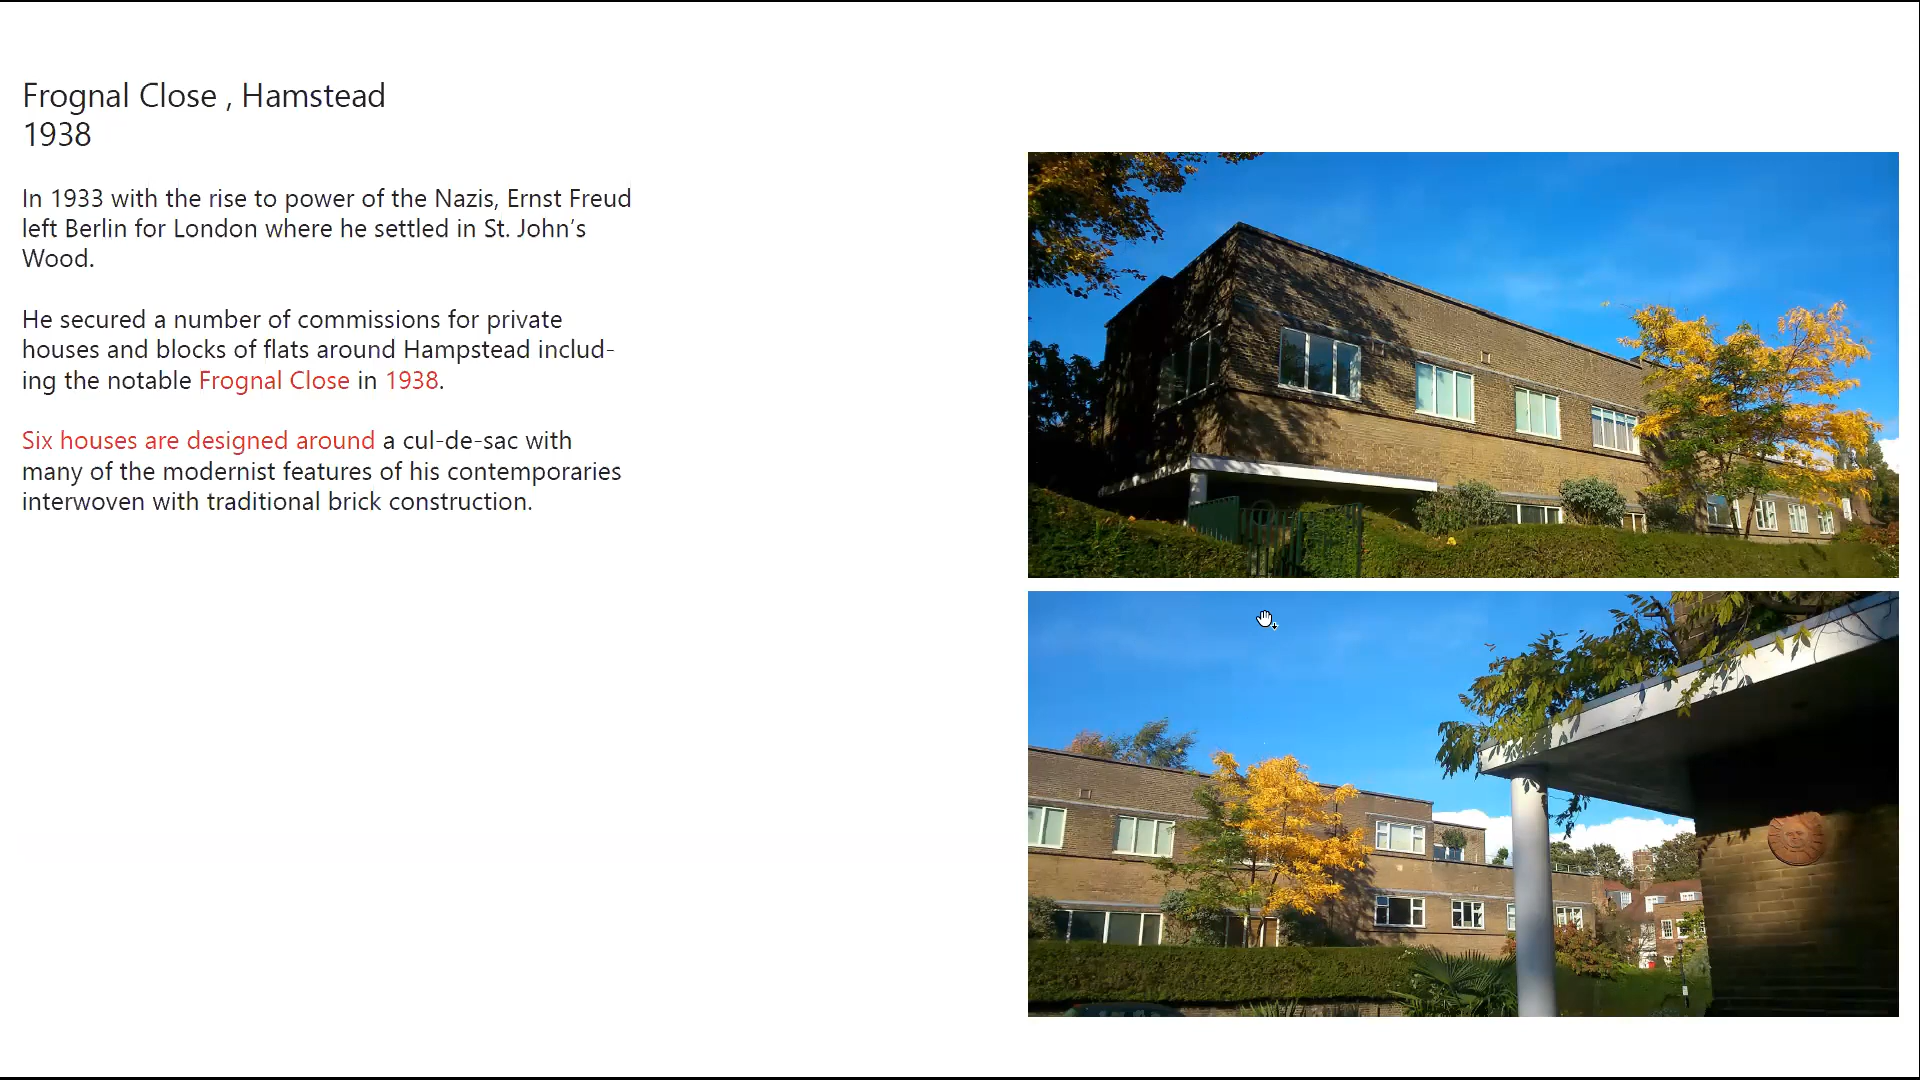 Frognal Close , Hamstead
1938
In 1933 with the rise to power of the Nazis, Ernst Freud
left Berlin for London where he settled in St. John’s
Wood.
He secured a number of commissions for private
houses and blocks of flats around Hampstead includ-
ing the notable Frognal Close in 1938.
Six houses are designed around a cul-de-sac with
many of the modernist features of his contemporaries
interwoven with traditional brick construction.